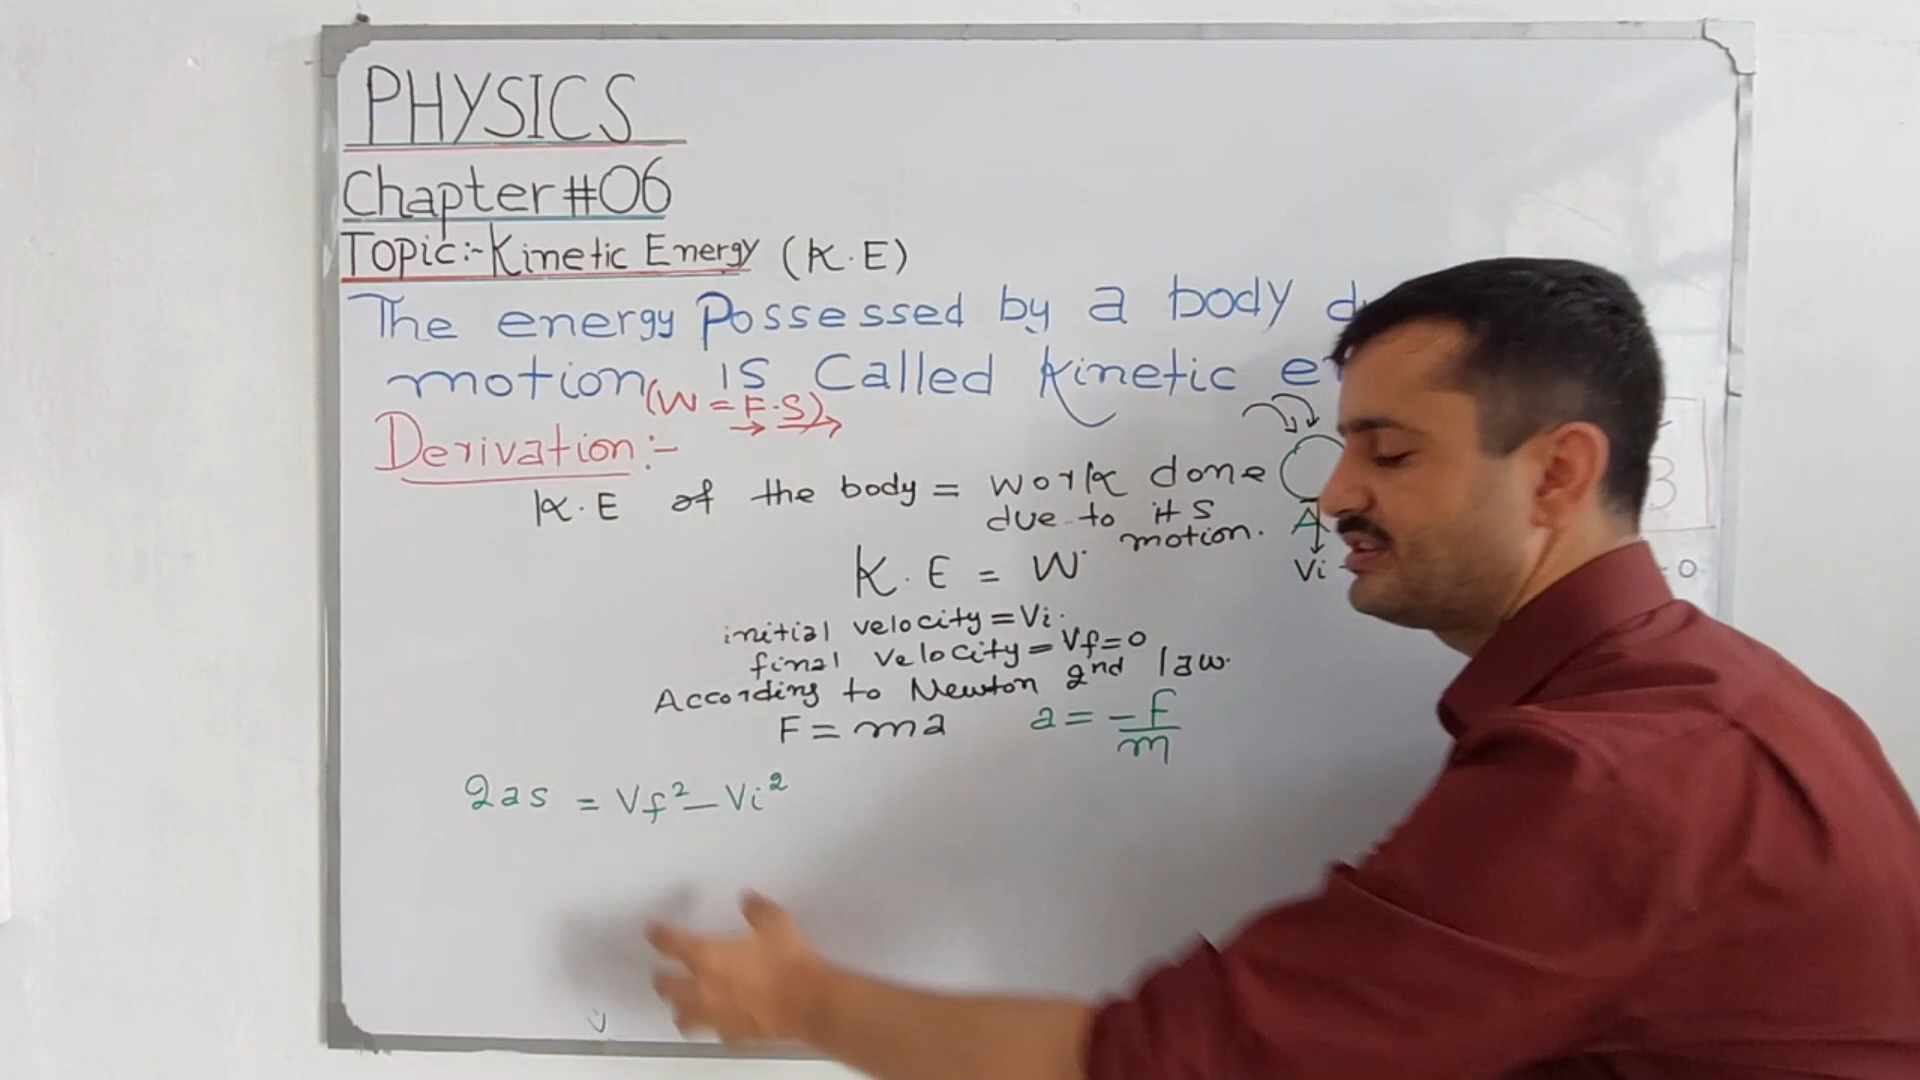 PHYSICS
Chapter #06
Topic:- Kinetic Energy (K.E)
The energy Possessed by a body
motion is Called Kinetic
(W = F.S)
Derivation:-
K.E of the body = work done
due to its
motion.
A
Vi
K.E = W
initial velocity = Vi.
final velocity = Vf = 0
According to Newton 2nd law.
F = ma a = -F/m
2as = Vf² - Vi²